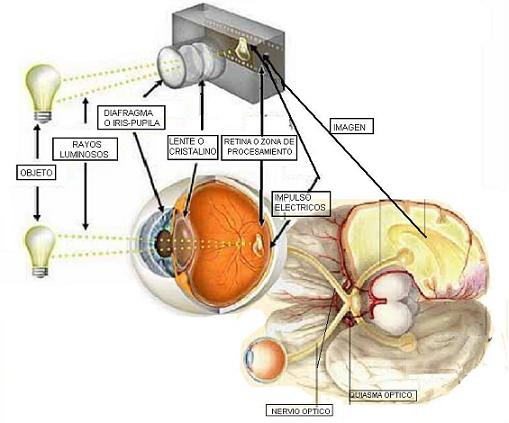 DIAFRAGMA
O IRIS-PUPILA
IMAGEN
RAYOS
LUMINOSOS
LENTE O
CRISTALINO
RETINA O ZONA DE
PROCESAMIENTO
OBJETO
IMPULSO
ELECTRICOS
QUIASMA OPTICO
NERVIO OPTICO